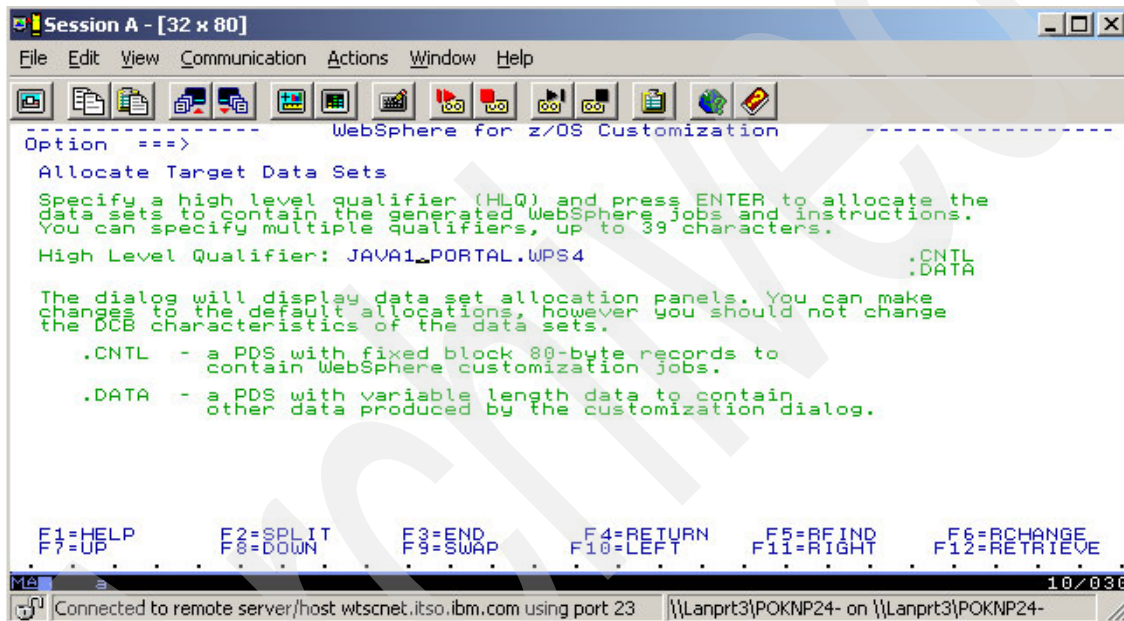 Session A - [32 x 80]
File Edit View Communication Actions Window Help
------------------ WebSphere for z/OS Customization ------------------
Option ===>
Allocate Target Data Sets
Specify a high level qualifier (HLQ) and press ENTER to allocate the
data sets to contain the generated WebSphere jobs and instructions.
You can specify multiple qualifiers, up to 39 characters.
High Level Qualifier: JAVA1.PORTAL.WPS4 .CNTL
.DATA
The dialog will display data set allocation panels. You can make
changes to the default allocations, however you should not change
the DCB characteristics of the data sets.
.CNTL - a PDS with fixed block 80-byte records to
contain WebSphere customization jobs.
.DATA - a PDS with variable length data to contain
other data produced by the customization dialog.
F1=HELP F2=SPLIT F3=END F4=RETURN F5=RFIND F6=RCHANGE
F7=UP F8=DOWN F9=SWAP F10=LEFT F11=RIGHT F12=RETRIEVE
MA a 10/030
Connected to remote server/host wtscnet.itso.ibm.com using port 23 \\Lanprt3\POKNP24- on \\Lanprt3\POKNP24-